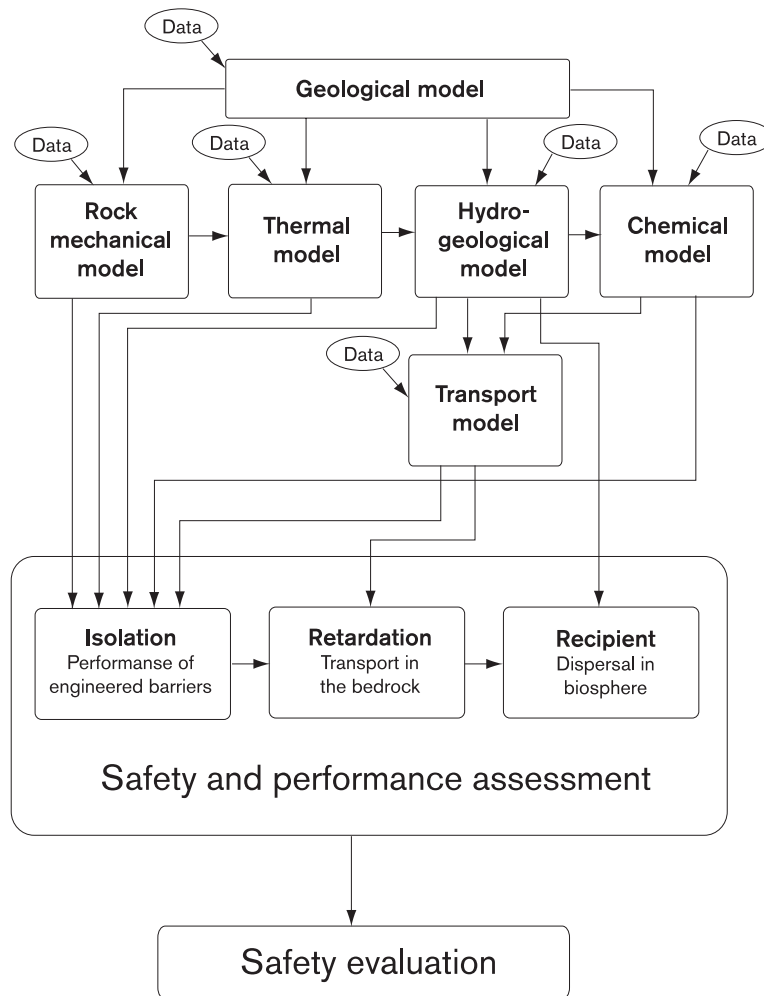 Data
Geological model
Data
Data
Data
Data
Rock
mechanical
model
Thermal
model
Hydro-
geological
model
Chemical
model
Data
Transport
model
Isolation
Performanse of
engineered barriers
Retardation
Transport in
the bedrock
Recipient
Dispersal in
biosphere
Safety and performance assessment
Safety evaluation